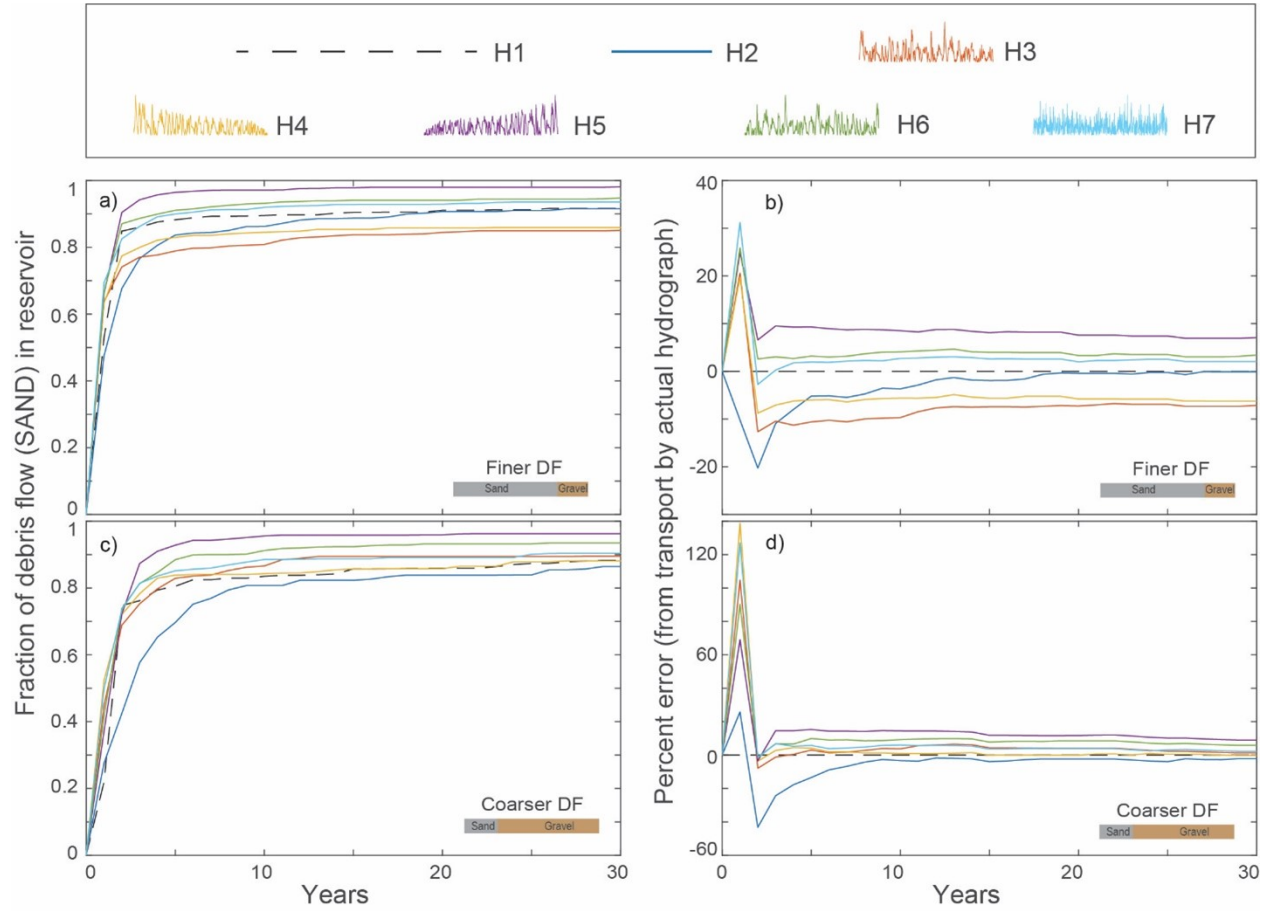 H1 H2 H3
H4 H5 H6 H7
Fraction of debris flow (SAND) in reservoir
a)
1
0.8
0.6
0.4
0.2
0
Finer DF
Sand Gravel
Percent error (from transport by actual hydrograph)
b)
40
20
0
-20
Finer DF
Sand Gravel
c)
1
0.8
0.6
0.4
0.2
0
Coarser DF
Sand Gravel
0 10 20 30
Years
d)
120
60
0
-60
Coarser DF
Sand Gravel
0 10 20 30
Years